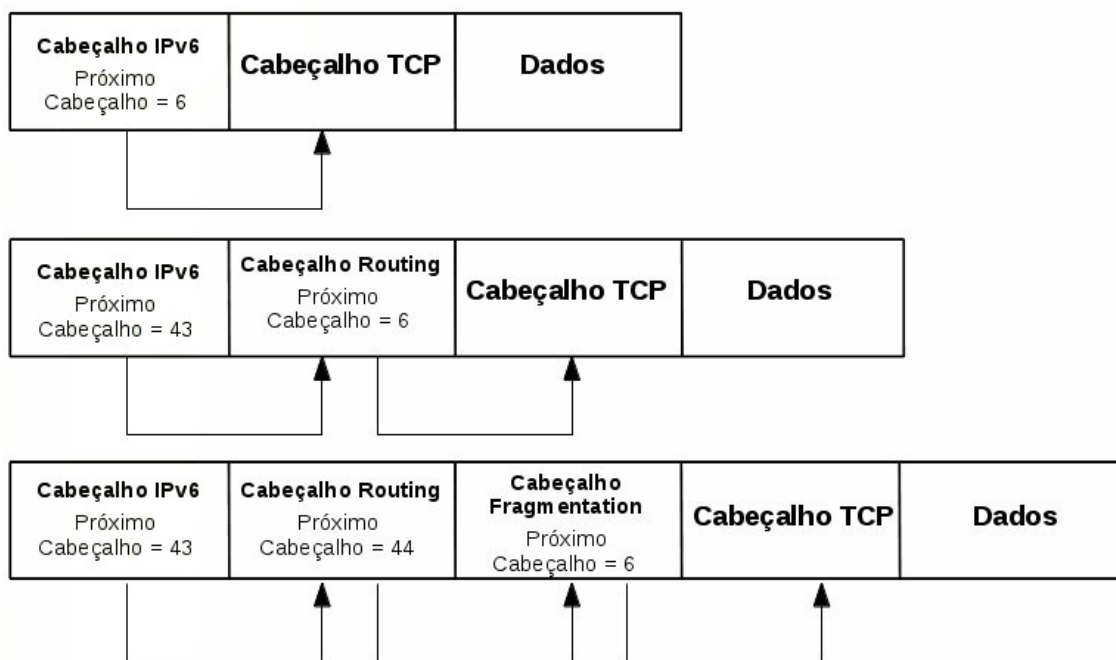 Cabeçalho IPv6
Próximo
Cabeçalho = 6
Cabeçalho TCP
Dados
Cabeçalho IPv6
Próximo
Cabeçalho = 43
Cabeçalho Routing
Próximo
Cabeçalho = 6
Cabeçalho TCP
Dados
Cabeçalho IPv6
Próximo
Cabeçalho = 43
Cabeçalho Routing
Próximo
Cabeçalho = 44
Cabeçalho
Fragmentation
Próximo
Cabeçalho = 6
Cabeçalho TCP
Dados